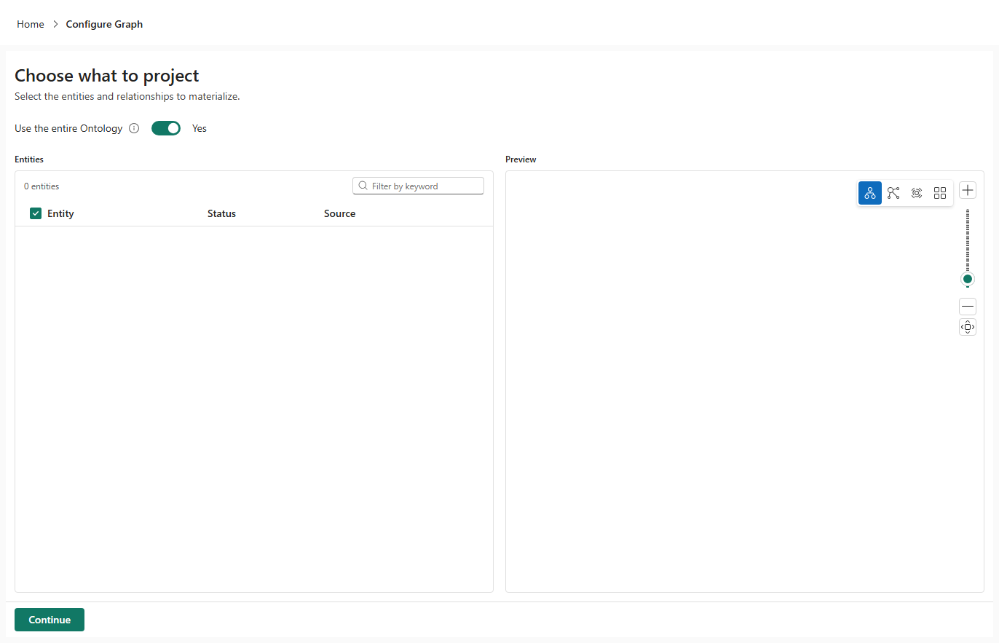 Home > Configure Graph
Choose what to project
Select the entities and relationships to materialize.
Use the entire Ontology Yes
Entities
0 entities
Filter by keyword
Entity Status Source
Preview
Continue